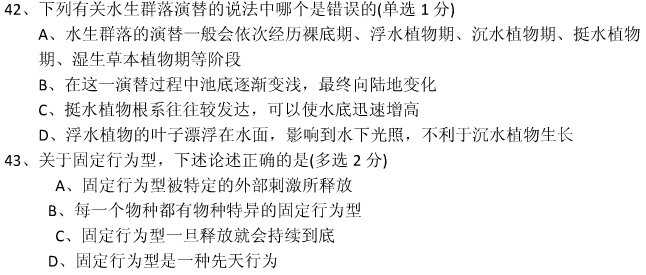 42、下列有关水生群落演替的说法中哪个是错误的(单选 1 分)
A、水生群落的演替一般会依次经历裸底期、浮水植物期、沉水植物期、挺水植物
期、湿生草本植物期等阶段
B、在这一演替过程中池底逐渐变浅，最终向陆地变化
C、挺水植物根系往往较发达，可以使水底迅速增高
D、浮水植物的叶子漂浮在水面，影响到水下光照，不利于沉水植物生长
43、关于固定行为型，下述论述正确的是(多选 2 分)
A、固定行为型被特定的外部刺激所释放
B、每一个物种都有物种特异的固定行为型
C、固定行为型一旦释放就会持续到底
D、固定行为型是一种先天行为